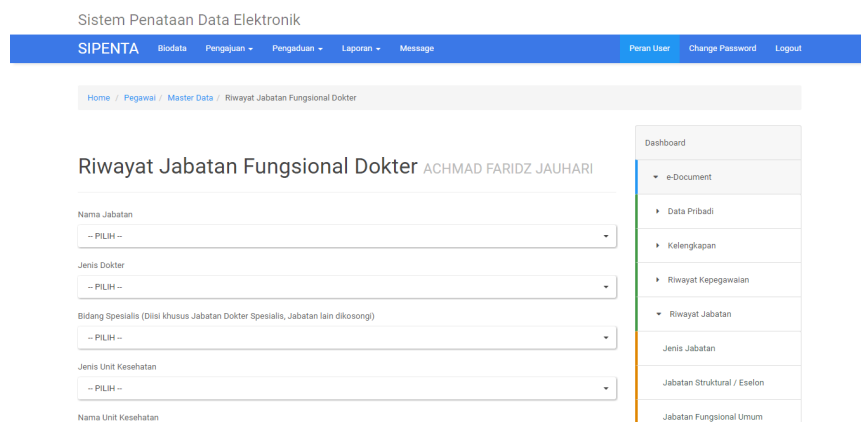 Sistem Penataan Data Elektronik
SIPENTA Biodata Pengajuan Pengaduan Laporan Message Peran User Change Password Logout
Home / Pegawai / Master Data / Riwayat Jabatan Fungsional Dokter
Riwayat Jabatan Fungsional Dokter ACHMAD FARIDZ JAUHARI
Nama Jabatan
-- PILIH --
Jenis Dokter
-- PILIH --
Bidang Spesialis (Diisi khusus Jabatan Dokter Spesialis, Jabatan lain dikosongi)
-- PILIH --
Jenis Unit Kesehatan
-- PILIH --
Nama Unit Kesehatan
Dashboard
e-Document
Data Pribadi
Kelengkapan
Riwayat Kepegawaian
Riwayat Jabatan
Jenis Jabatan
Jabatan Struktural / Eselon
Jabatan Fungsional Umum